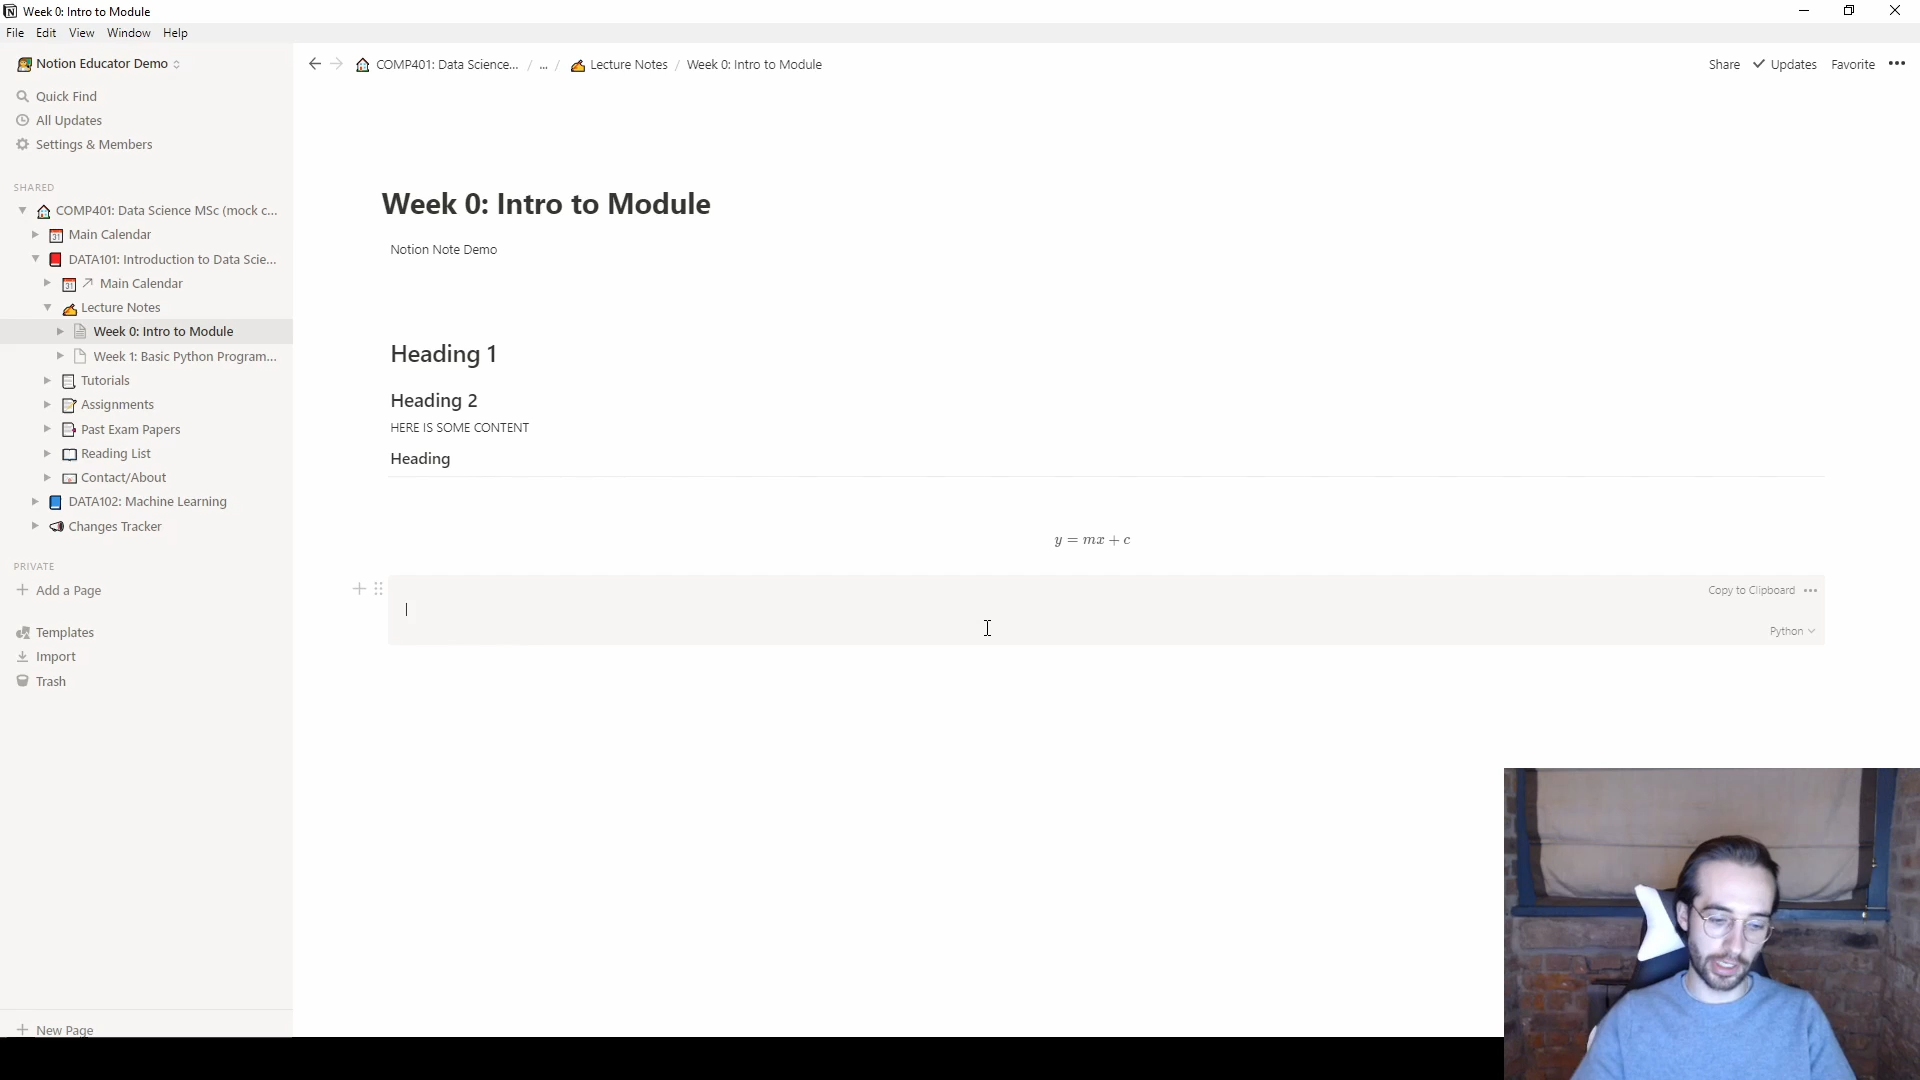 Week 0: Intro to Module
File Edit View Window Help
Notion Educator Demo
Quick Find
All Updates
Settings & Members
SHARED
COMP401: Data Science MSc (mock c...
Main Calendar
DATA101: Introduction to Data Scie...
Main Calendar
Lecture Notes
Week 0: Intro to Module
Week 1: Basic Python Program...
Tutorials
Assignments
Past Exam Papers
Reading List
Contact/About
DATA102: Machine Learning
Changes Tracker
PRIVATE
Add a Page
Templates
Import
Trash
New Page
COMP401: Data Science... / ... / Lecture Notes / Week 0: Intro to Module
Share Updates Favorite
Week 0: Intro to Module
Notion Note Demo
Heading 1
Heading 2
HERE IS SOME CONTENT
Heading
y = mx + c
Copy to Clipboard
Python